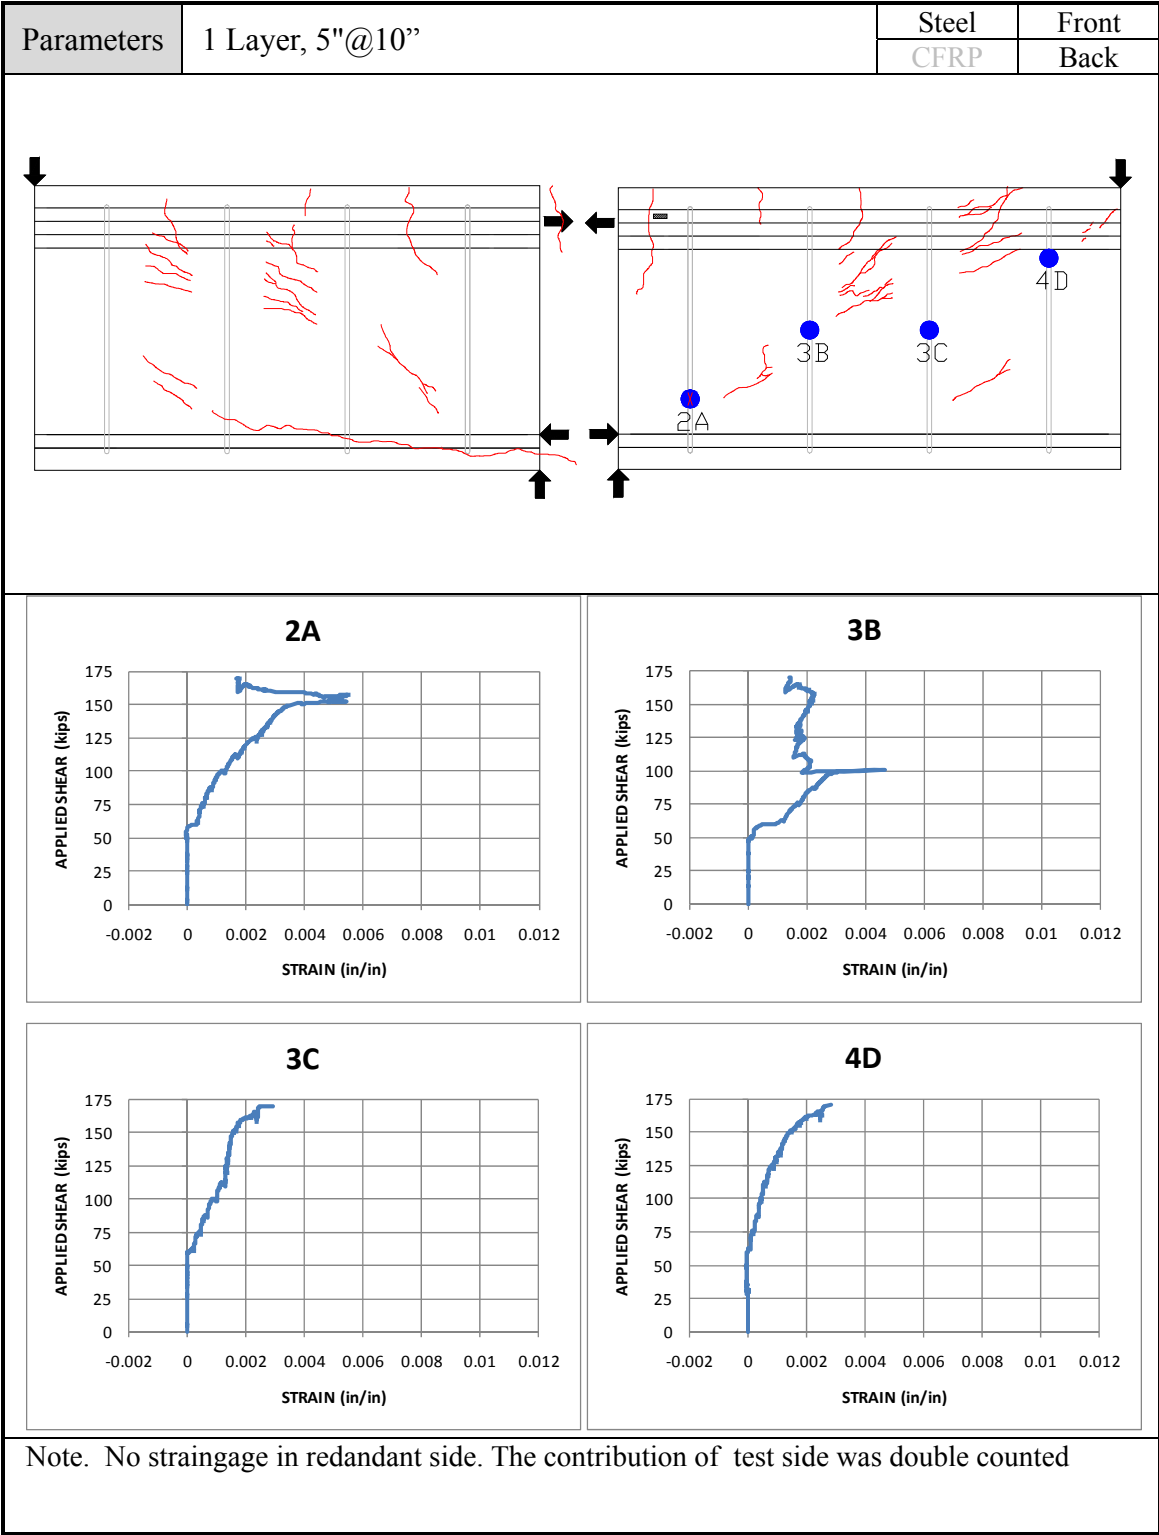 Parameters
1 Layer, 5"@10”
Steel
Front
CFRP
Back
4D
3B
3C
2A
2A
175
150
125
100
75
50
25
0
-0.002 0 0.002 0.004 0.006 0.008 0.01 0.012
APPLIED SHEAR (kips)
STRAIN (in/in)
3B
175
150
125
100
75
50
25
0
-0.002 0 0.002 0.004 0.006 0.008 0.01 0.012
APPLIED SHEAR (kips)
STRAIN (in/in)
3C
175
150
125
100
75
50
25
0
-0.002 0 0.002 0.004 0.006 0.008 0.01 0.012
APPLIED SHEAR (kips)
STRAIN (in/in)
4D
175
150
125
100
75
50
25
0
-0.002 0 0.002 0.004 0.006 0.008 0.01 0.012
APPLIED SHEAR (kips)
STRAIN (in/in)
Note. No straingage in redandant side. The contribution of test side was double counted